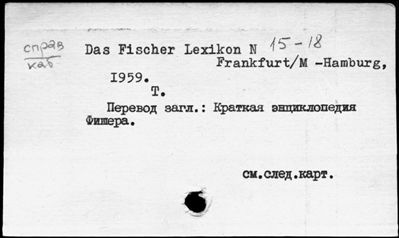 справ
каб
Das Fischer Lexikon N 15-18
Frankfurt/M -Hamburg,
1959.
Т.
Перевод загл.: Краткая энциклопедия
Фишера.
см.след.карт.